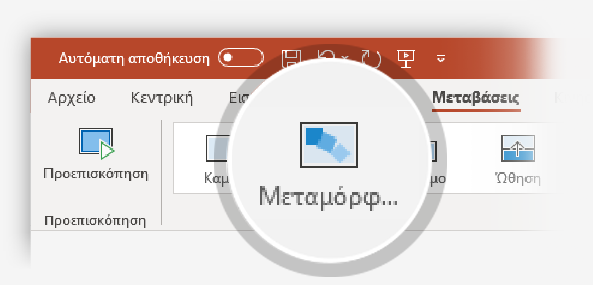 Αυτόματη αποθήκευση
Αρχείο Κεντρική Μεταβάσεις
Μεταμόρφ...
Ώθηση
Προεπισκόπηση
Προεπισκόπηση